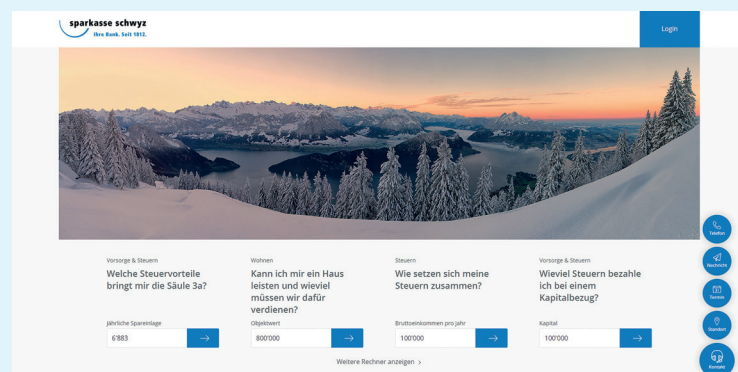 sparkasse schwyz
Ihre Bank. Seit 1812.
Login
Vorsorge & Steuern
Welche Steuervorteile
bringt mir die Säule 3a?
Jährliche Spareinlage
6'883
Wohnen
Kann ich mir ein Haus
leisten und wieviel
müssen wir dafür
verdienen?
Objektwert
800'000
Steuern
Wie setzen sich meine
Steuern zusammen?
Bruttoeinkommen pro Jahr
100'000
Vorsorge & Steuern
Wieviel Steuern bezahle
ich bei einem
Kapitalbezug?
Kapital
100'000
Weitere Rechner anzeigen
Telefon
Nachricht
Termin
Standort
Kontakt